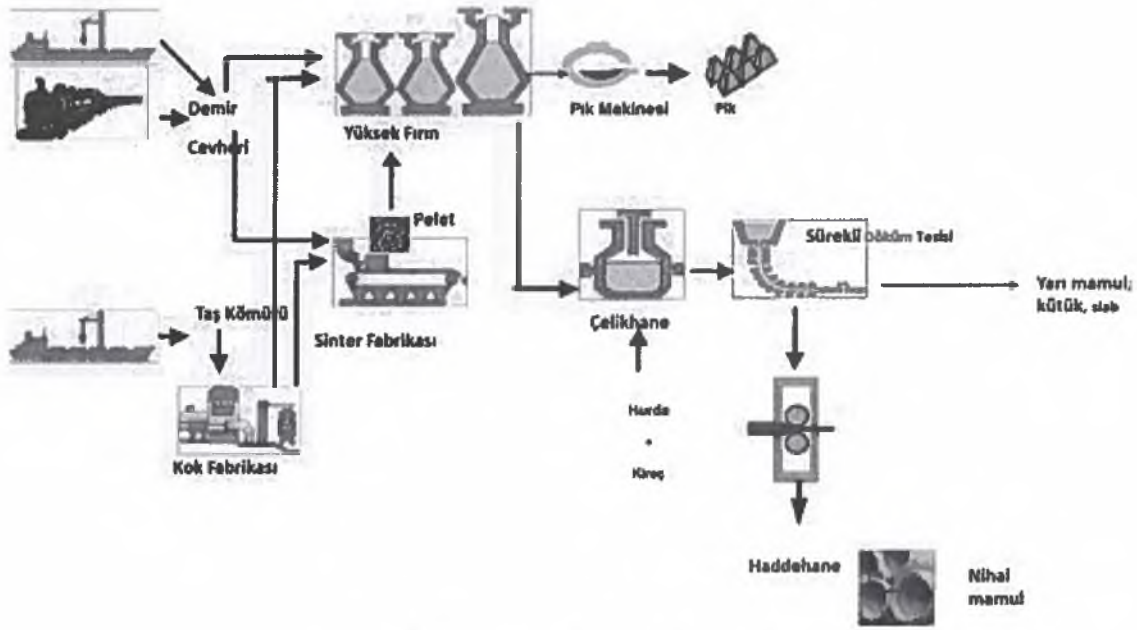 Demir
Cevheri
Yüksek Fırın
Pik Makinesi
Pik
Pelet
Sinter Fabrikası
Taş Kömürü
Kok Fabrikası
Çelikhane
Sürekli Döküm Tesisi
Yarı mamul;
kütük, slab
Hurda
+
Kireç
Haddehane
Nihai
mamul